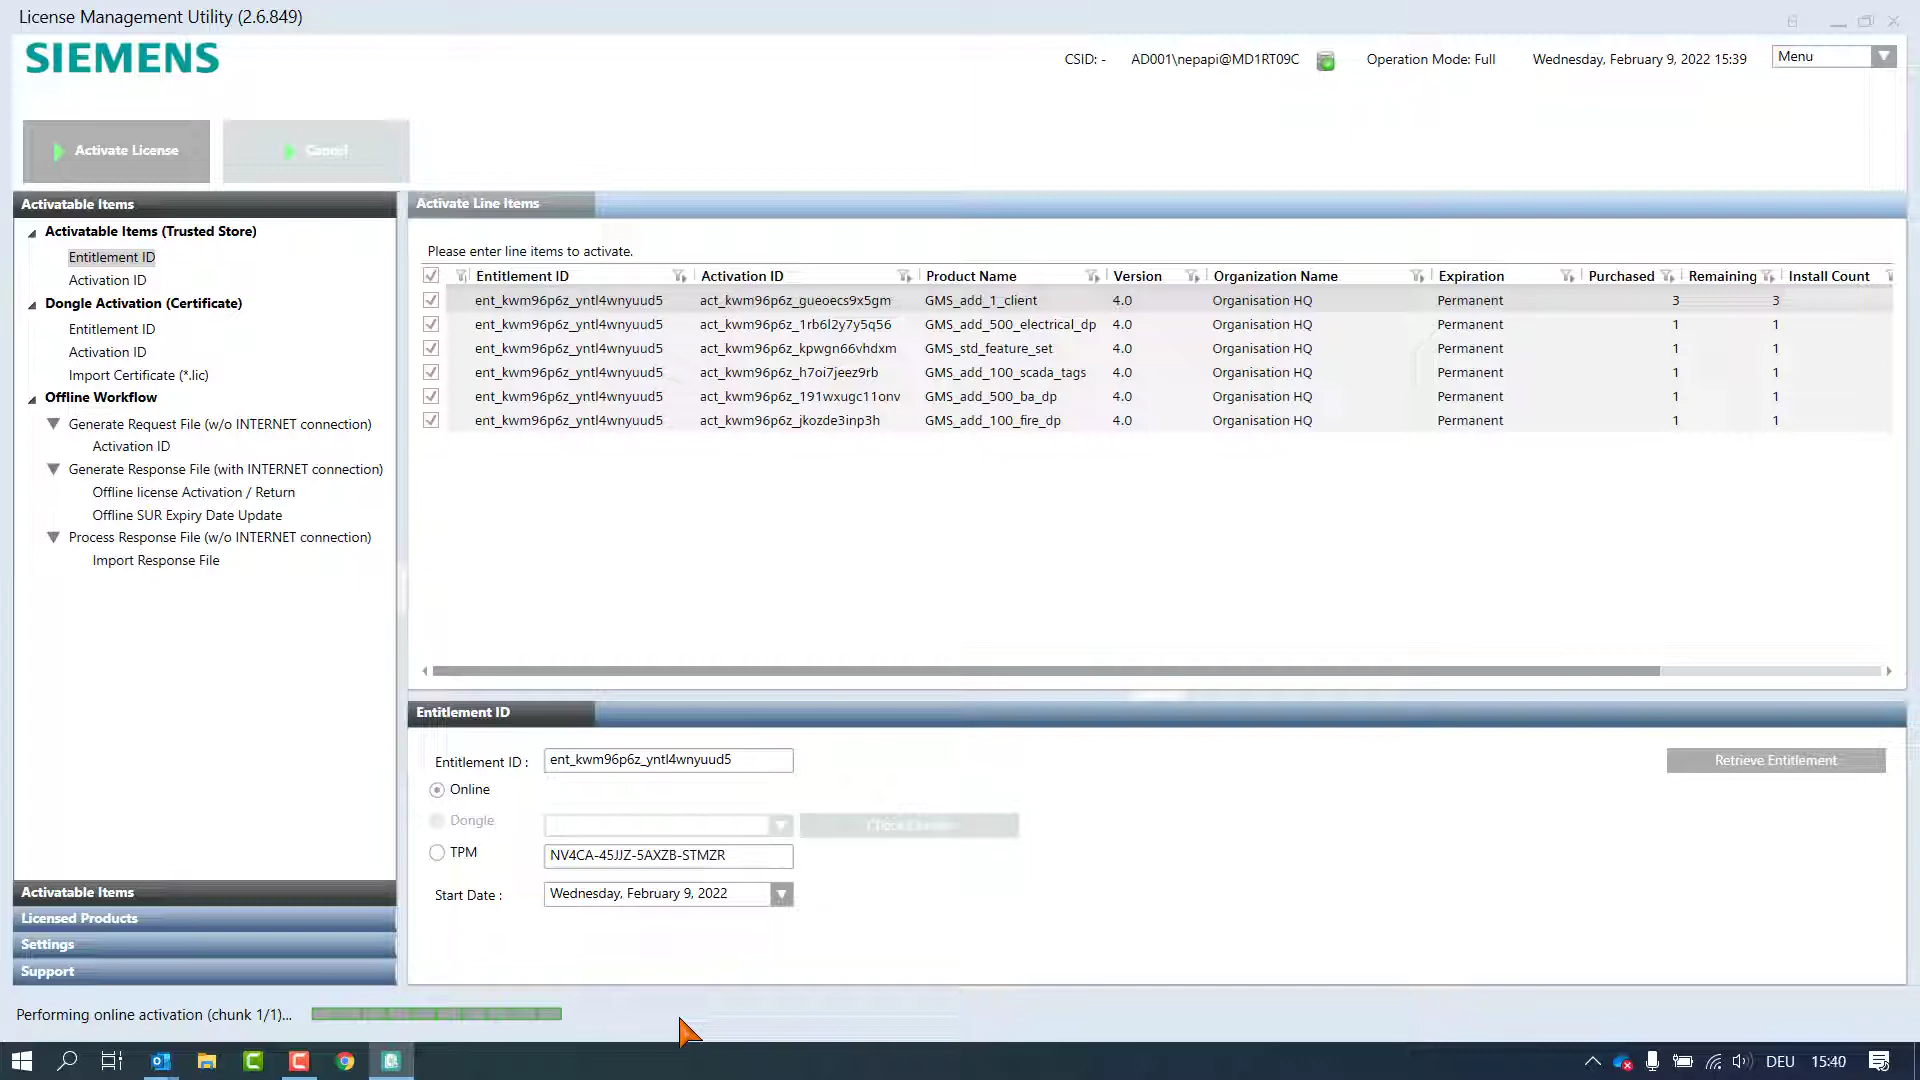 License Management Utility (2.6.849)
SIEMENS
CSID: - AD001\nepapi@MD1RT09C Operation Mode: Full Wednesday, February 9, 2022 15:39 Menu
Activate License Cancel
Activatable Items
Activatable Items (Trusted Store)
Entitlement ID
Activation ID
Dongle Activation (Certificate)
Entitlement ID
Activation ID
Import Certificate (*.lic)
Offline Workflow
Generate Request File (w/o INTERNET connection)
Activation ID
Generate Response File (with INTERNET connection)
Offline license Activation / Return
Offline SUR Expiry Date Update
Process Response File (w/o INTERNET connection)
Import Response File
Activatable Items
Licensed Products
Settings
Support
Activate Line Items
Please enter line items to activate.
Entitlement ID Activation ID Product Name Version Organization Name Expiration Purchased Remaining Install Count
ent_kwm96p6z_yntl4wnyuud5 act_kwm96p6z_gueoecs9x5gm GMS_add_1_client 4.0 Organisation HQ Permanent 3 3
ent_kwm96p6z_yntl4wnyuud5 act_kwm96p6z_1rb6l2y7y5q56 GMS_add_500_electrical_dp 4.0 Organisation HQ Permanent 1 1
ent_kwm96p6z_yntl4wnyuud5 act_kwm96p6z_kpwgn66vhdxm GMS_std_feature_set 4.0 Organisation HQ Permanent 1 1
ent_kwm96p6z_yntl4wnyuud5 act_kwm96p6z_h7oi7jeez9rb GMS_add_100_scada_tags 4.0 Organisation HQ Permanent 1 1
ent_kwm96p6z_yntl4wnyuud5 act_kwm96p6z_191wxugc11onv GMS_add_500_ba_dp 4.0 Organisation HQ Permanent 1 1
ent_kwm96p6z_yntl4wnyuud5 act_kwm96p6z_jkozde3inp3h GMS_add_100_fire_dp 4.0 Organisation HQ Permanent 1 1
Entitlement ID
Entitlement ID : ent_kwm96p6z_yntl4wnyuud5 Retrieve Entitlement
Online
Dongle
TPM NV4CA-45JJZ-5AXZB-STMZR
Start Date : Wednesday, February 9, 2022
Performing online activation (chunk 1/1)...
DEU 15:40